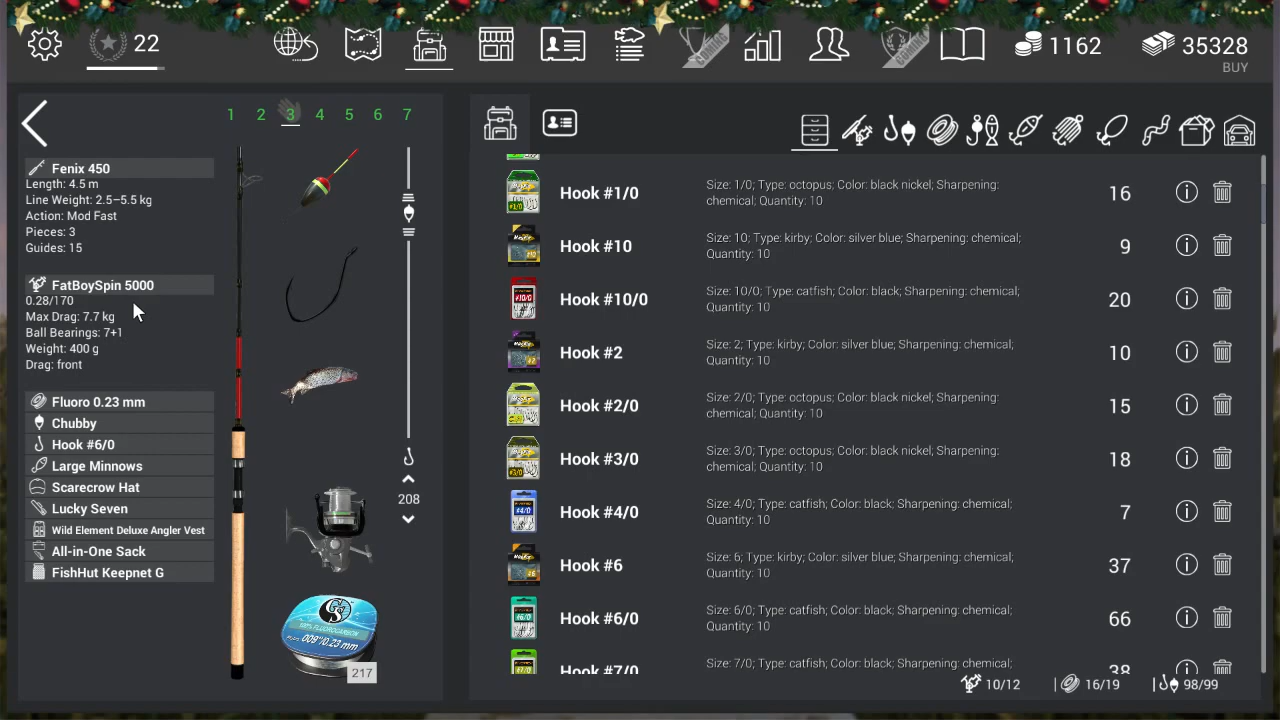 22
1162
35328
BUY
1 2 3 4 5 6 7
Fenix 450
Length: 4.5 m
Line Weight: 2.5–5.5 kg
Action: Mod Fast
Pieces: 3
Guides: 15
FatBoySpin 5000
0.28/170
Max Drag: 7.7 kg
Ball Bearings: 7+1
Weight: 400 g
Drag: front
Fluoro 0.23 mm
Chubby
Hook #6/0
Large Minnows
Scarecrow Hat
Lucky Seven
Wild Element Deluxe Angler Vest
All-in-One Sack
FishHut Keepnet G
208
100% FLUOROCARBON
009"/0.23 mm
217
Hook #1/0
Size: 1/0; Type: octopus; Color: black nickel; Sharpening:
chemical; Quantity: 10
16
Hook #10
Size: 10; Type: kirby; Color: silver blue; Sharpening: chemical;
Quantity: 10
9
Hook #10/0
Size: 10/0; Type: catfish; Color: black; Sharpening: chemical;
Quantity: 10
20
Hook #2
Size: 2; Type: kirby; Color: silver blue; Sharpening: chemical;
Quantity: 10
10
Hook #2/0
Size: 2/0; Type: octopus; Color: black nickel; Sharpening:
chemical; Quantity: 10
15
Hook #3/0
Size: 3/0; Type: octopus; Color: black nickel; Sharpening:
chemical; Quantity: 10
18
Hook #4/0
Size: 4/0; Type: catfish; Color: black; Sharpening: chemical;
Quantity: 10
7
Hook #6
Size: 6; Type: kirby; Color: silver blue; Sharpening: chemical;
Quantity: 10
37
Hook #6/0
Size: 6/0; Type: catfish; Color: black; Sharpening: chemical;
Quantity: 10
66
Hook #7/0
Size: 7/0; Type: catfish; Color: black; Sharpening: chemical;
38
10/12
16/19
98/99